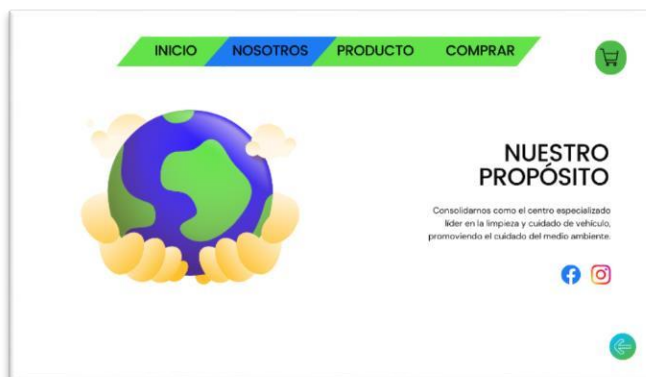 INICIO NOSOTROS PRODUCTO COMPRAR
NUESTRO
PROPÓSITO
Consolidarnos como el centro especializado
líder en la limpieza y cuidado de vehículo,
promoviendo el cuidado del medio ambiente.